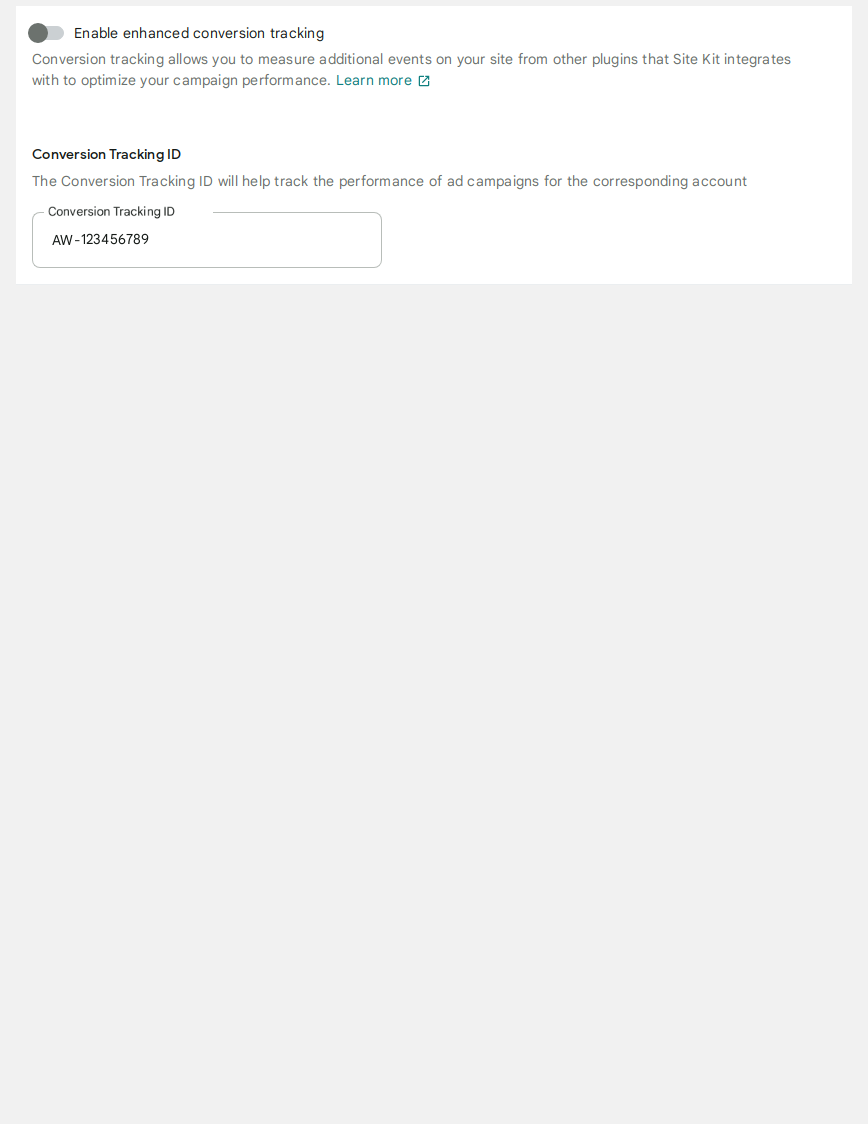 Enable enhanced conversion tracking
Conversion tracking allows you to measure additional events on your site from other plugins that Site Kit integrates
with to optimize your campaign performance. Learn more
Conversion Tracking ID
The Conversion Tracking ID will help track the performance of ad campaigns for the corresponding account
Conversion Tracking ID
AW-123456789